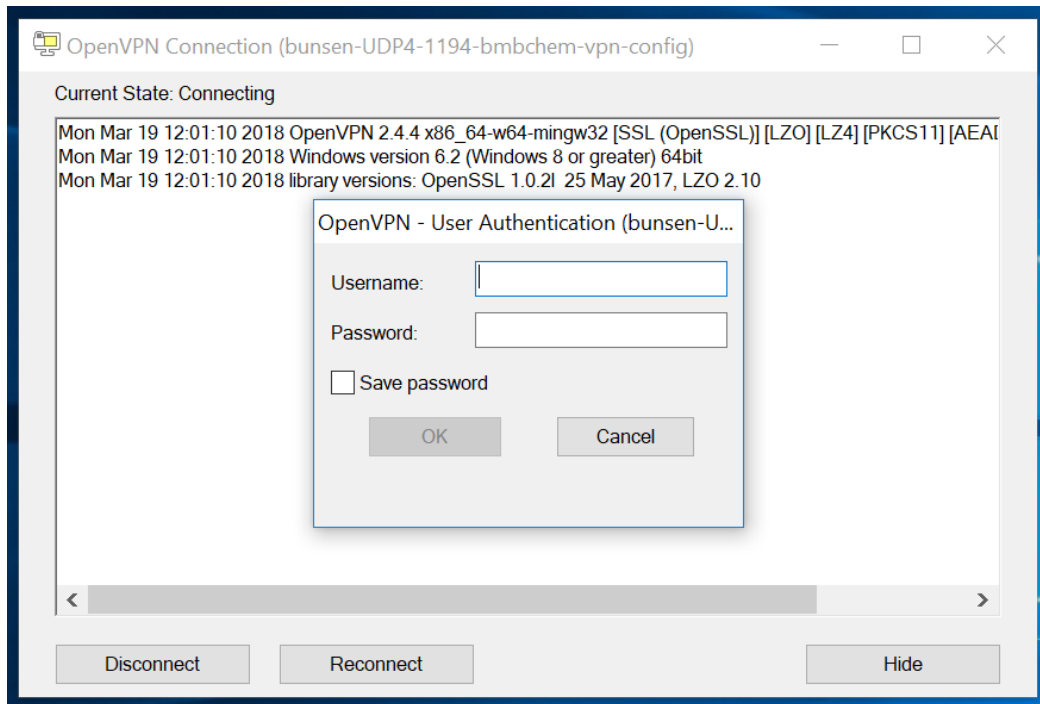 OpenVPN Connection (bunsen-UDP4-1194-bmbchem-vpn-config)
Current State: Connecting
Mon Mar 19 12:01:10 2018 OpenVPN 2.4.4 x86_64-w64-mingw32 [SSL (OpenSSL)] [LZO] [LZ4] [PKCS11] [AEAD
Mon Mar 19 12:01:10 2018 Windows version 6.2 (Windows 8 or greater) 64bit
Mon Mar 19 12:01:10 2018 library versions: OpenSSL 1.0.2l 25 May 2017, LZO 2.10
OpenVPN - User Authentication (bunsen-U...
Username:
Password:
Save password
OK Cancel
Disconnect Reconnect Hide